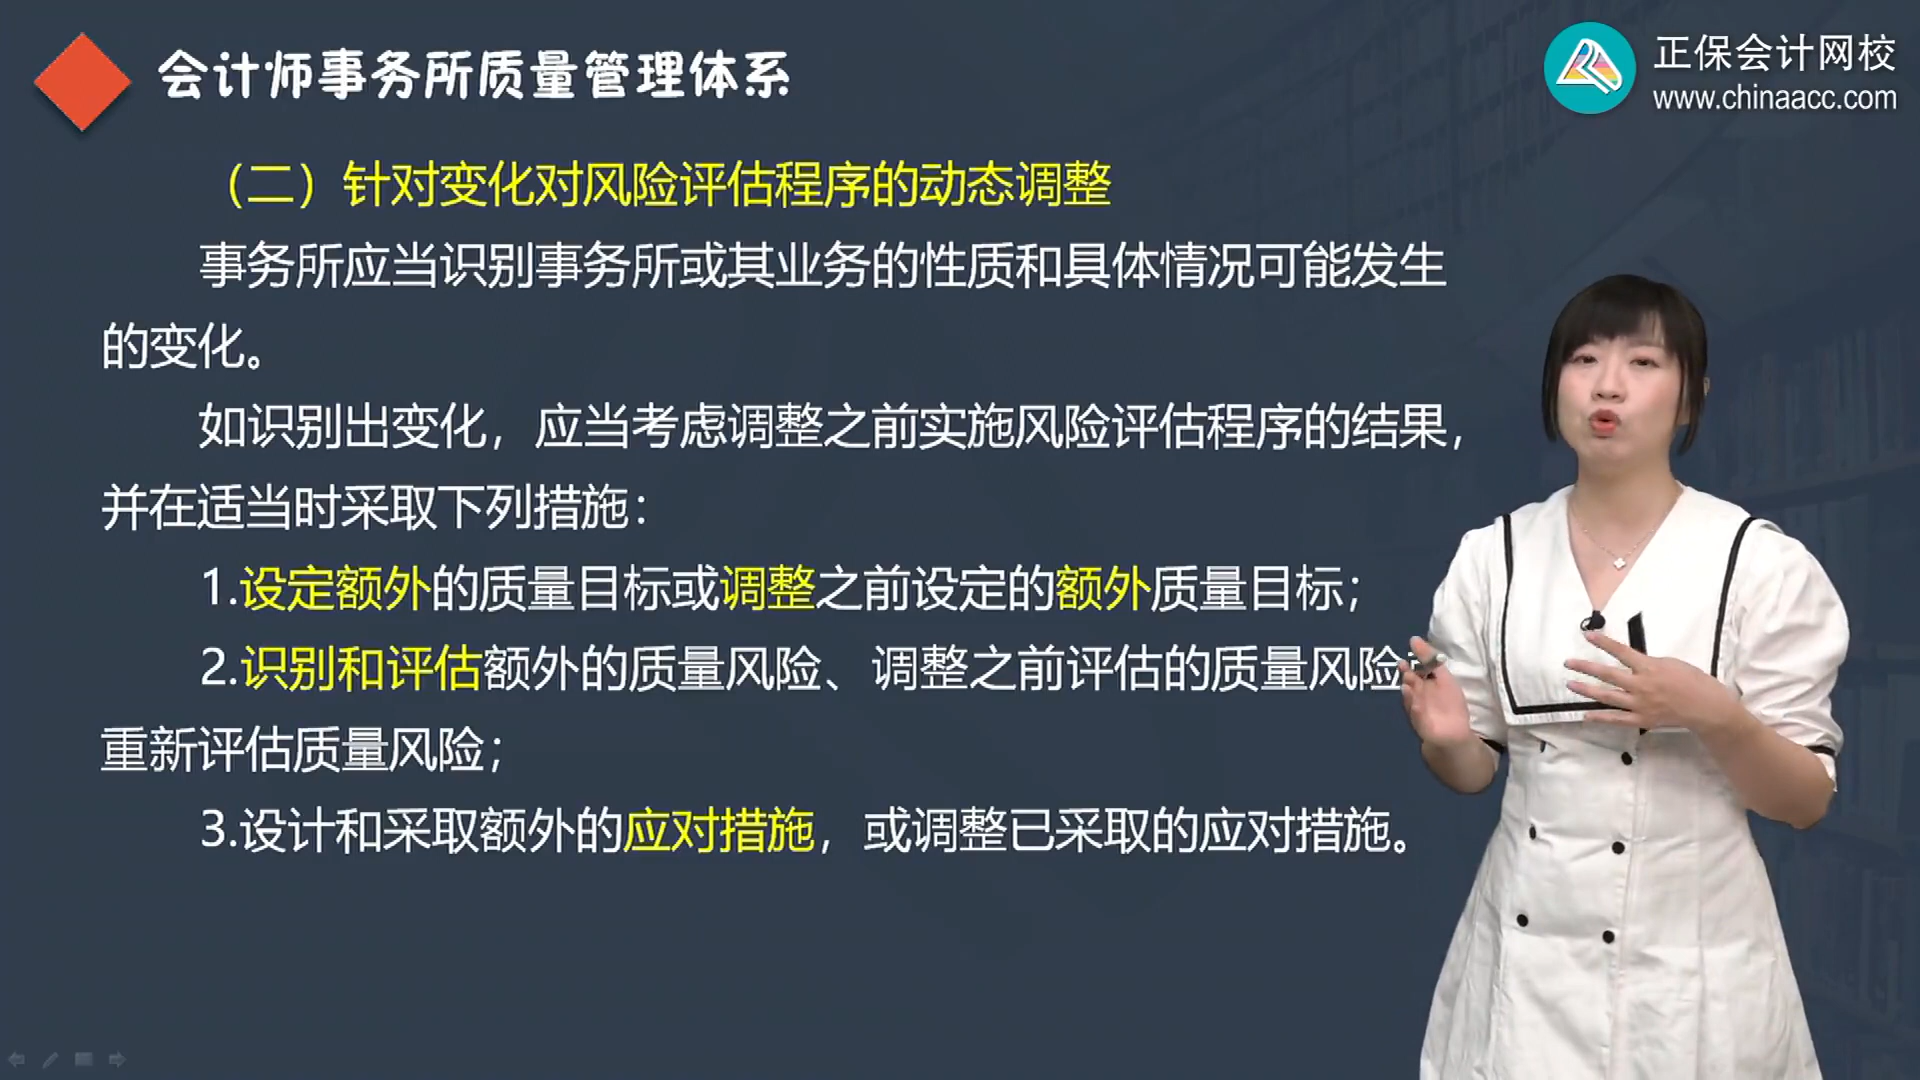 会计师事务所质量管理体系
正保会计网校
www.chinaacc.com
（二）针对变化对风险评估程序的动态调整
事务所应当识别事务所或其业务的性质和具体情况可能发生
的变化。
如识别出变化，应当考虑调整之前实施风险评估程序的结果，
并在适当时采取下列措施：
1.设定额外的质量目标或调整之前设定的额外质量目标；
2.识别和评估额外的质量风险、调整之前评估的质量风险
重新评估质量风险；
3.设计和采取额外的应对措施，或调整已采取的应对措施。